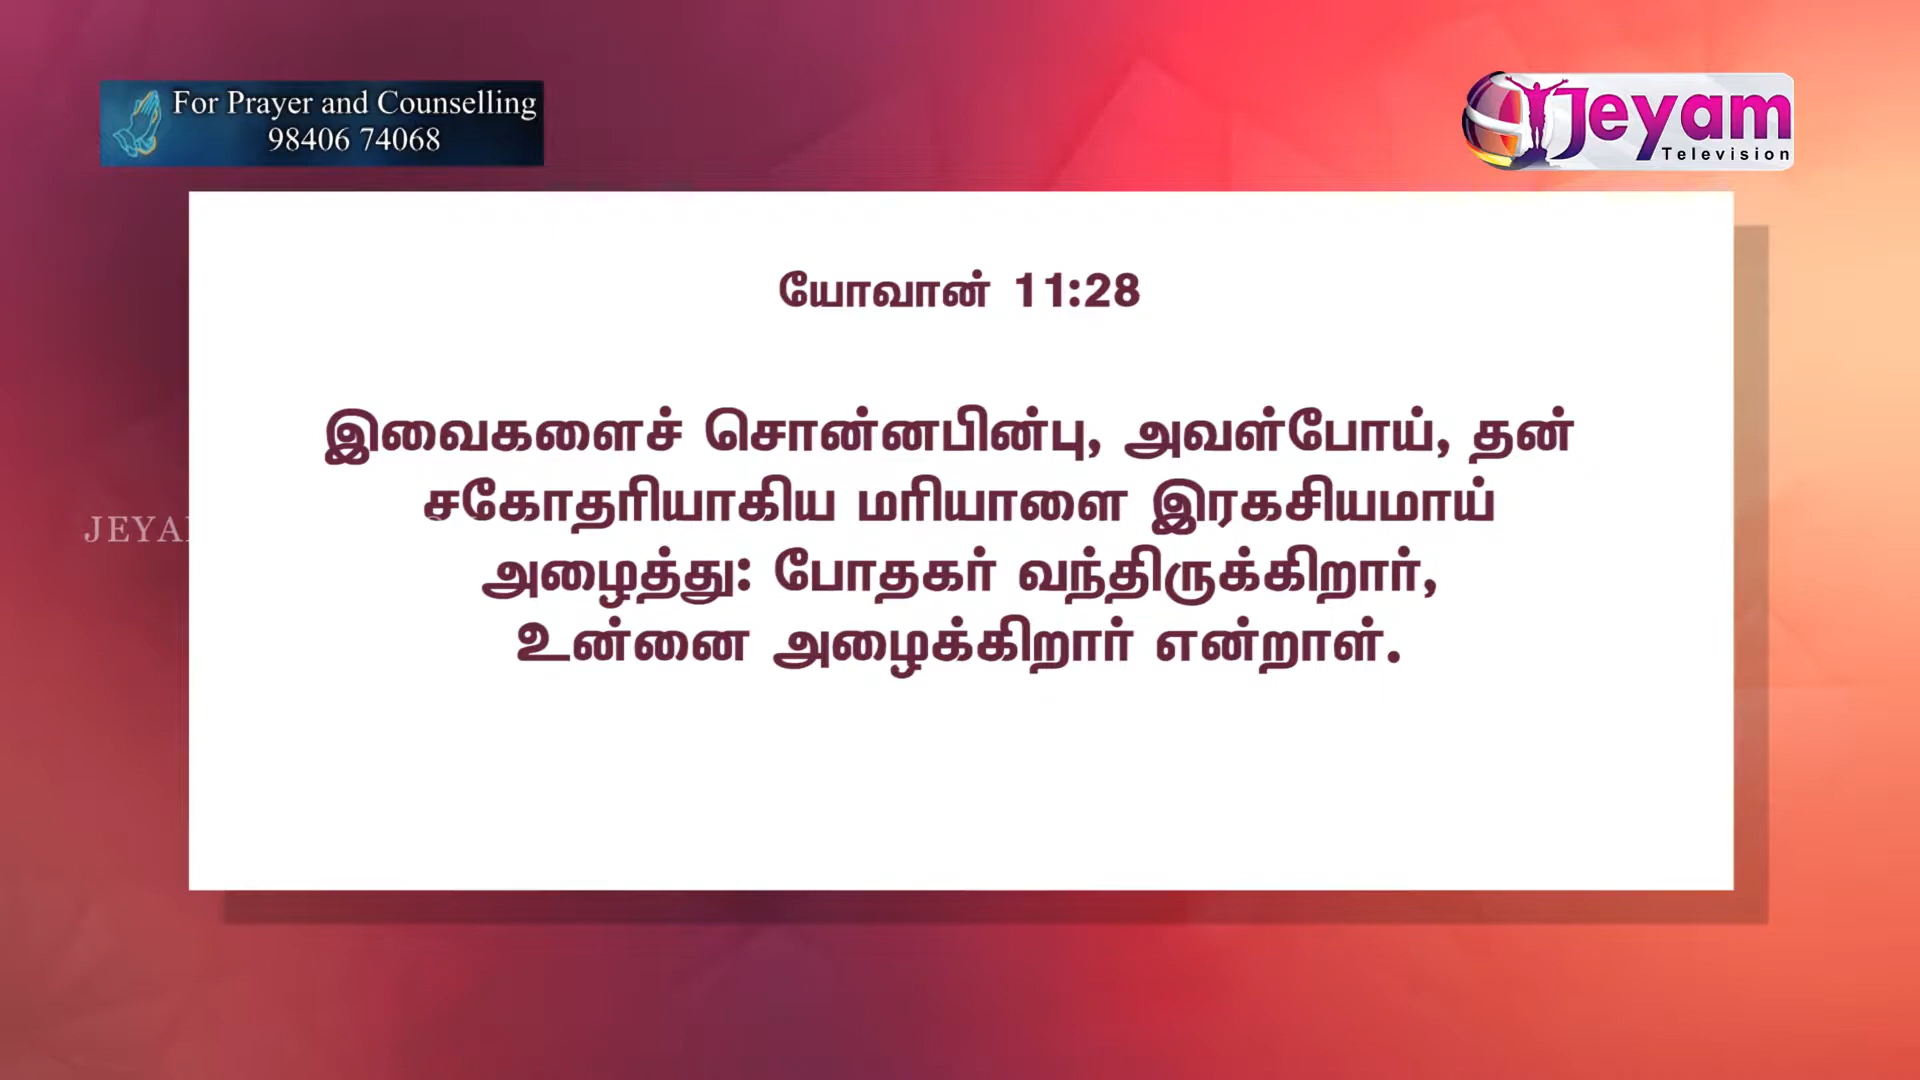 For Prayer and Counselling
98406 74068
Jeyam
Television
யோவான் 11:28
இவைகளைச் சொன்னபின்பு, அவள்போய், தன்
சகோதரியாகிய மரியாளை இரகசியமாய்
அழைத்து: போதகர் வந்திருக்கிறார்,
உன்னை அழைக்கிறார் என்றாள்.